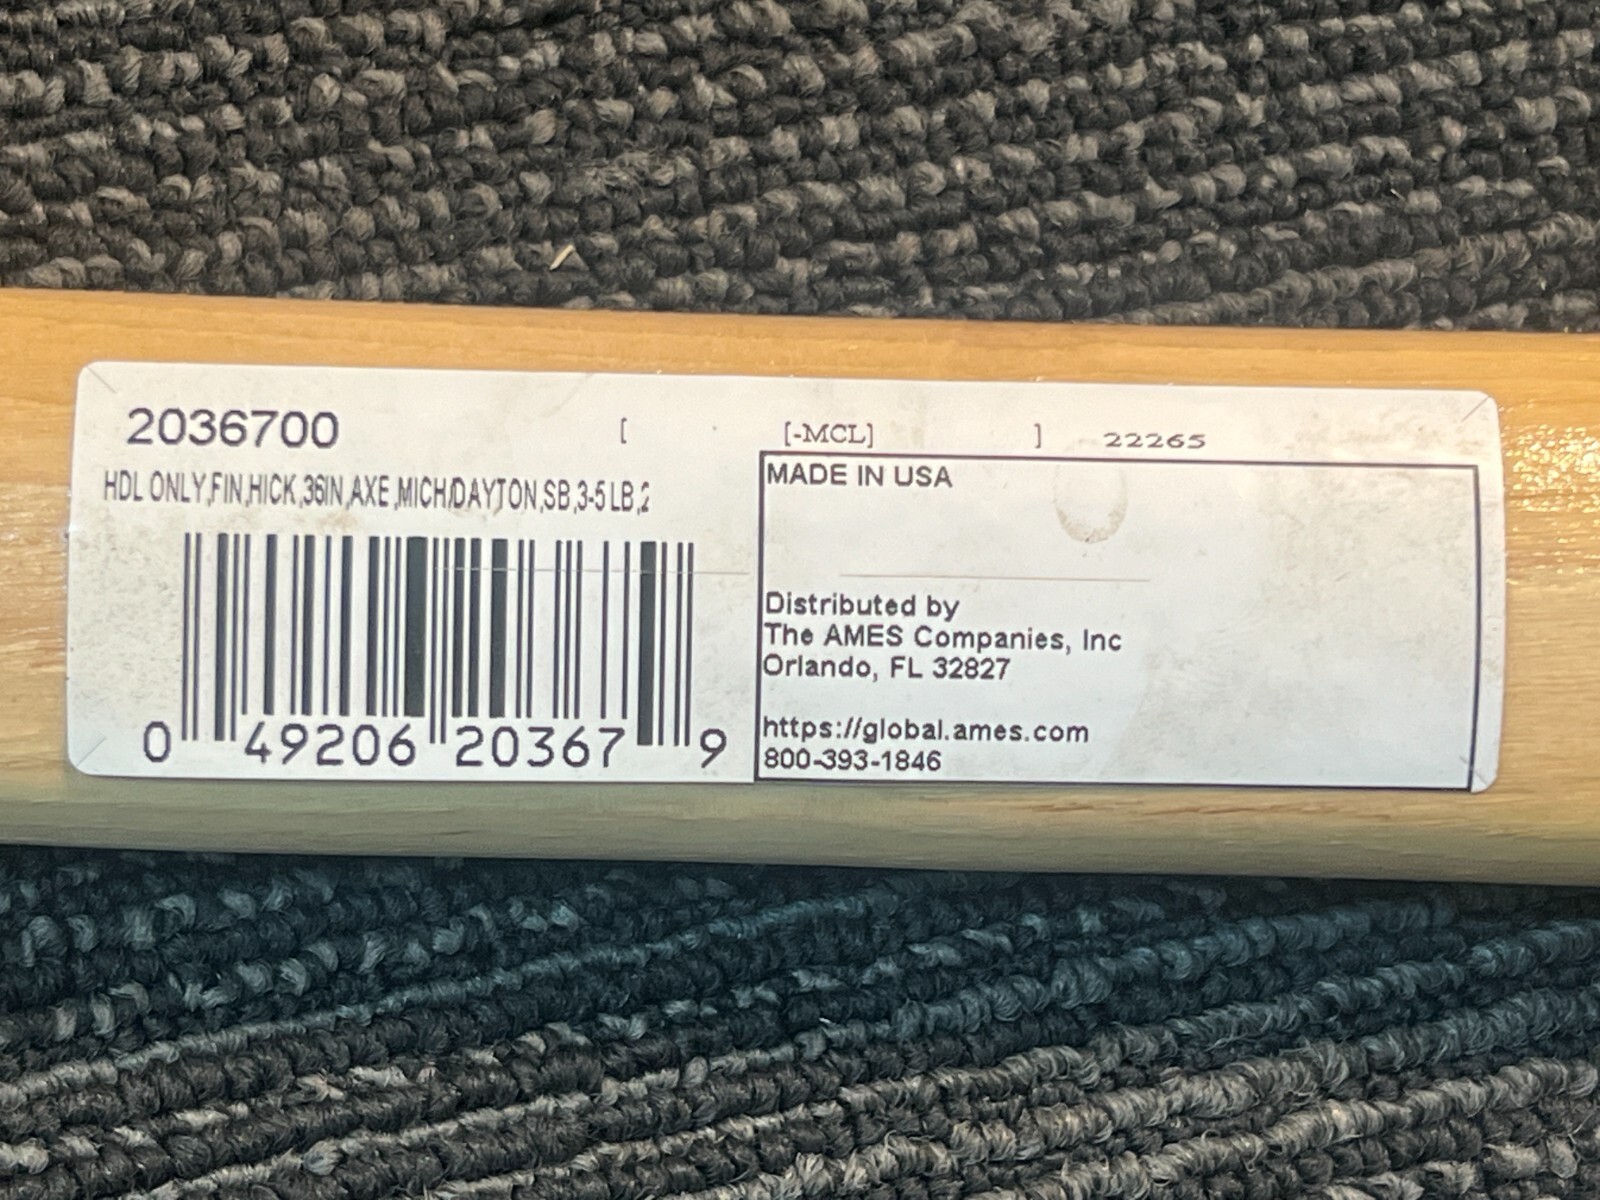 2036700 [ [-MCL] ] 22265
HDL ONLY,FIN,HICK,36IN,AXE,MICH/DAYTON,SB,3-5 LB,2
MADE IN USA
Distributed by
The AMES Companies, Inc
Orlando, FL 32827
https://global.ames.com
800-393-1846
0 49206 20367 9